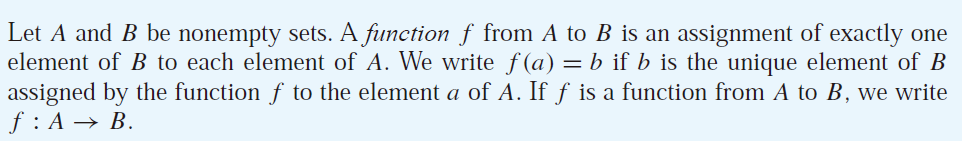 Let A and B be nonempty sets. A function f from A to B is an assignment of exactly one
element of B to each element of A. We write f(a) = b if b is the unique element of B
assigned by the function f to the element a of A. If f is a function from A to B, we write
f : A → B.